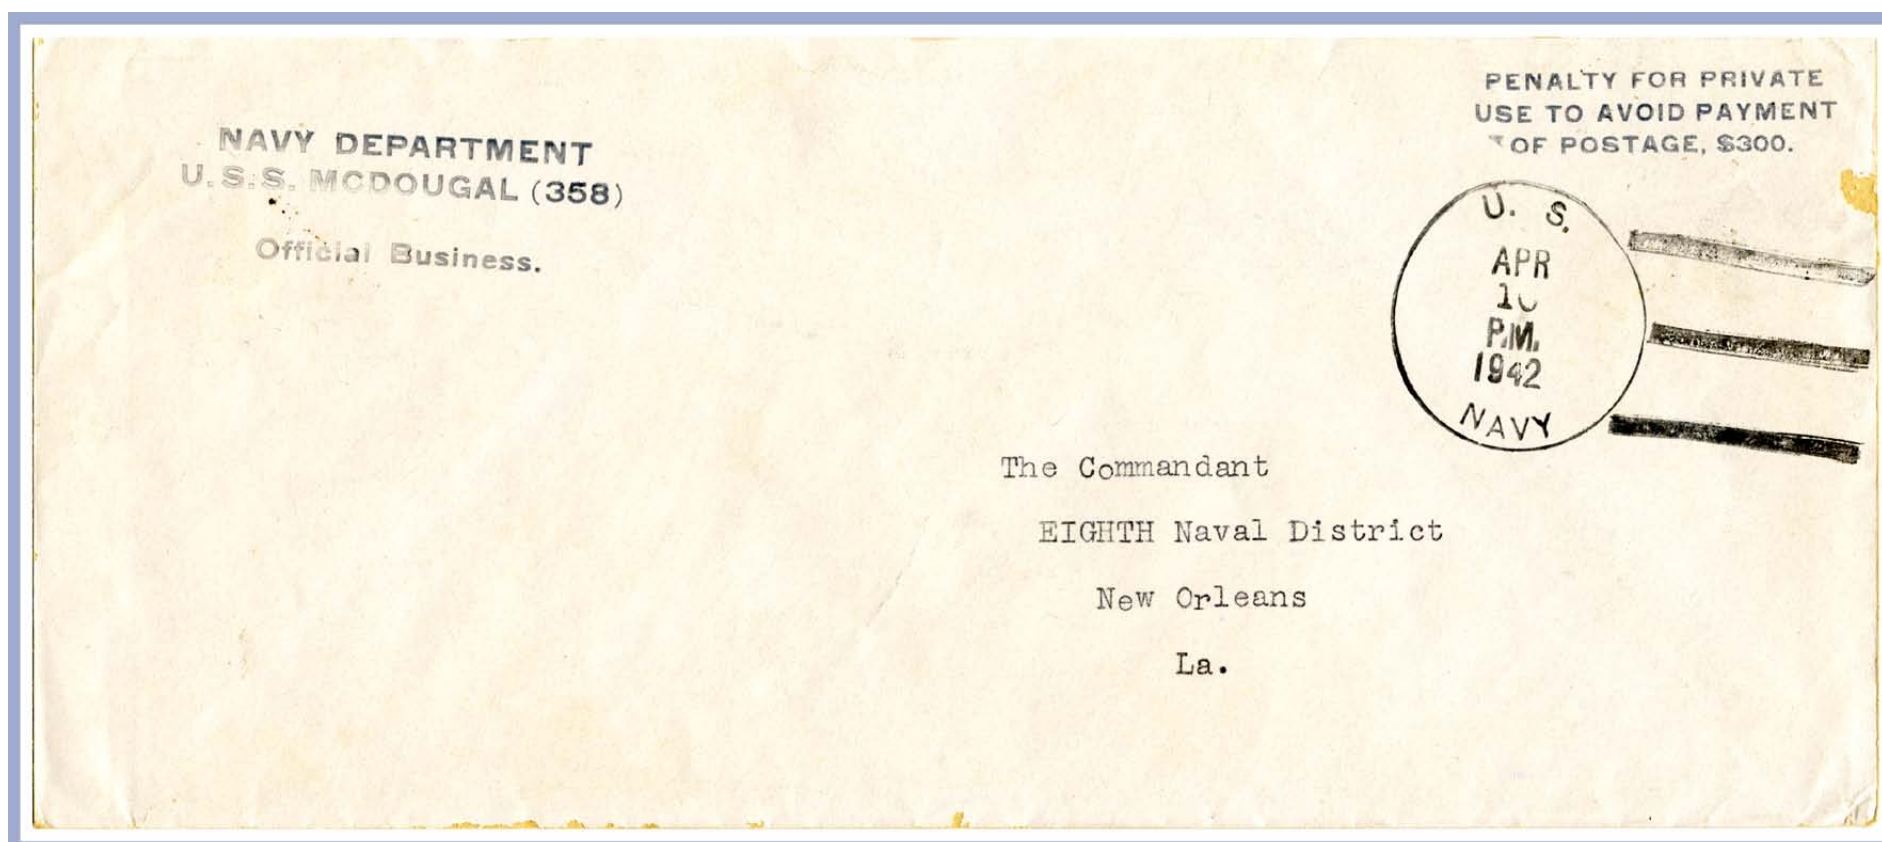 NAVY DEPARTMENT
U.S.S. MCDOUGAL (358)
Official Business.
PENALTY FOR PRIVATE
USE TO AVOID PAYMENT
OF POSTAGE, $300.
U. S.
APR
P.M.
1942
NAVY
The Commandant
EIGHTH Naval District
New Orleans
La.